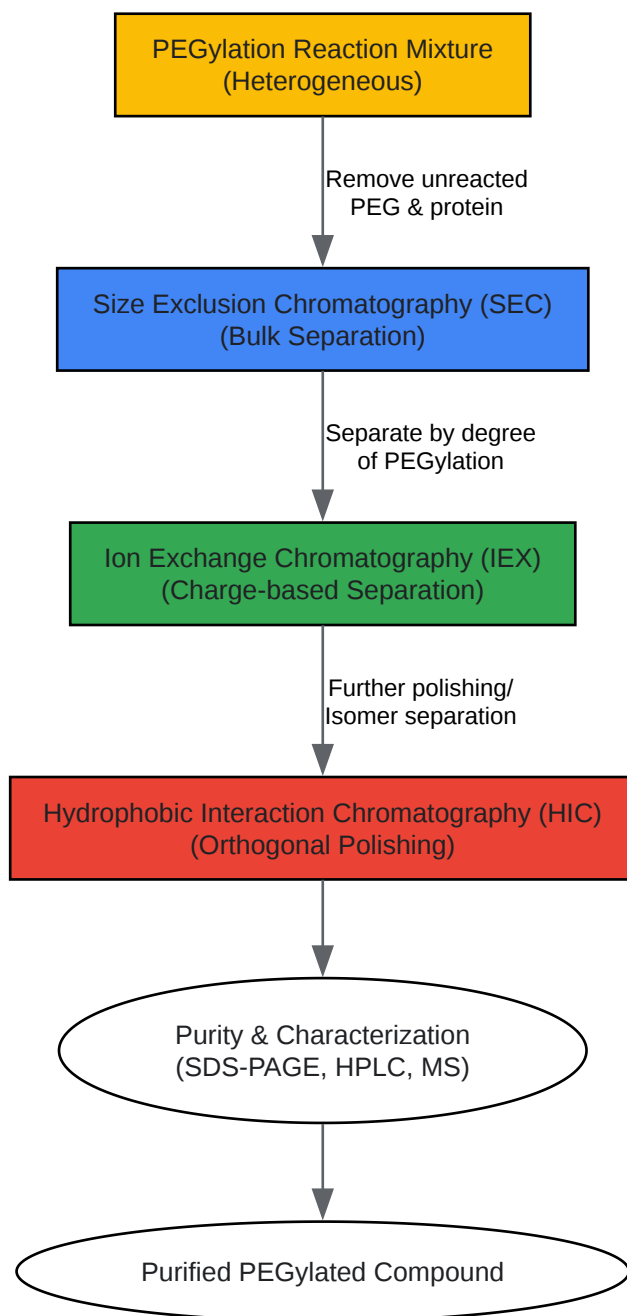 PEGylation Reaction Mixture
(Heterogeneous)
Remove unreacted
PEG & protein
Size Exclusion Chromatography (SEC)
(Bulk Separation)
Separate by degree
of PEGylation
Ion Exchange Chromatography (IEX)
(Charge-based Separation)
Further polishing/
Isomer separation
Hydrophobic Interaction Chromatography (HIC)
(Orthogonal Polishing)
Purity & Characterization
(SDS-PAGE, HPLC, MS)
Purified PEGylated Compound